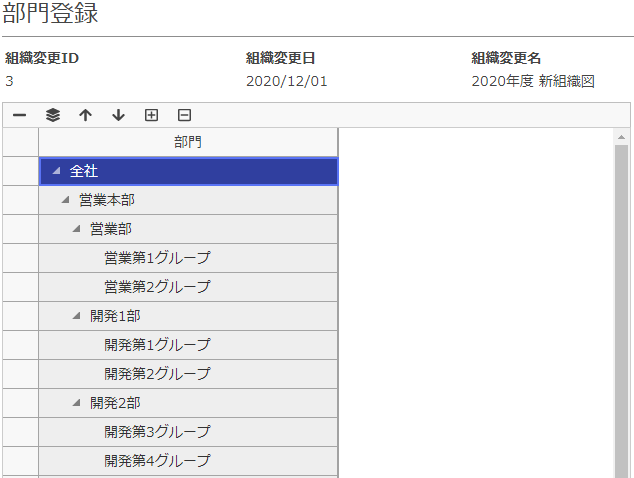 部門登録
組織変更ID 組織変更日 組織変更名
3 2020/12/01 2020年度 新組織図
部門
全社
営業本部
営業部
営業第1グループ
営業第2グループ
開発1部
開発第1グループ
開発第2グループ
開発2部
開発第3グループ
開発第4グループ